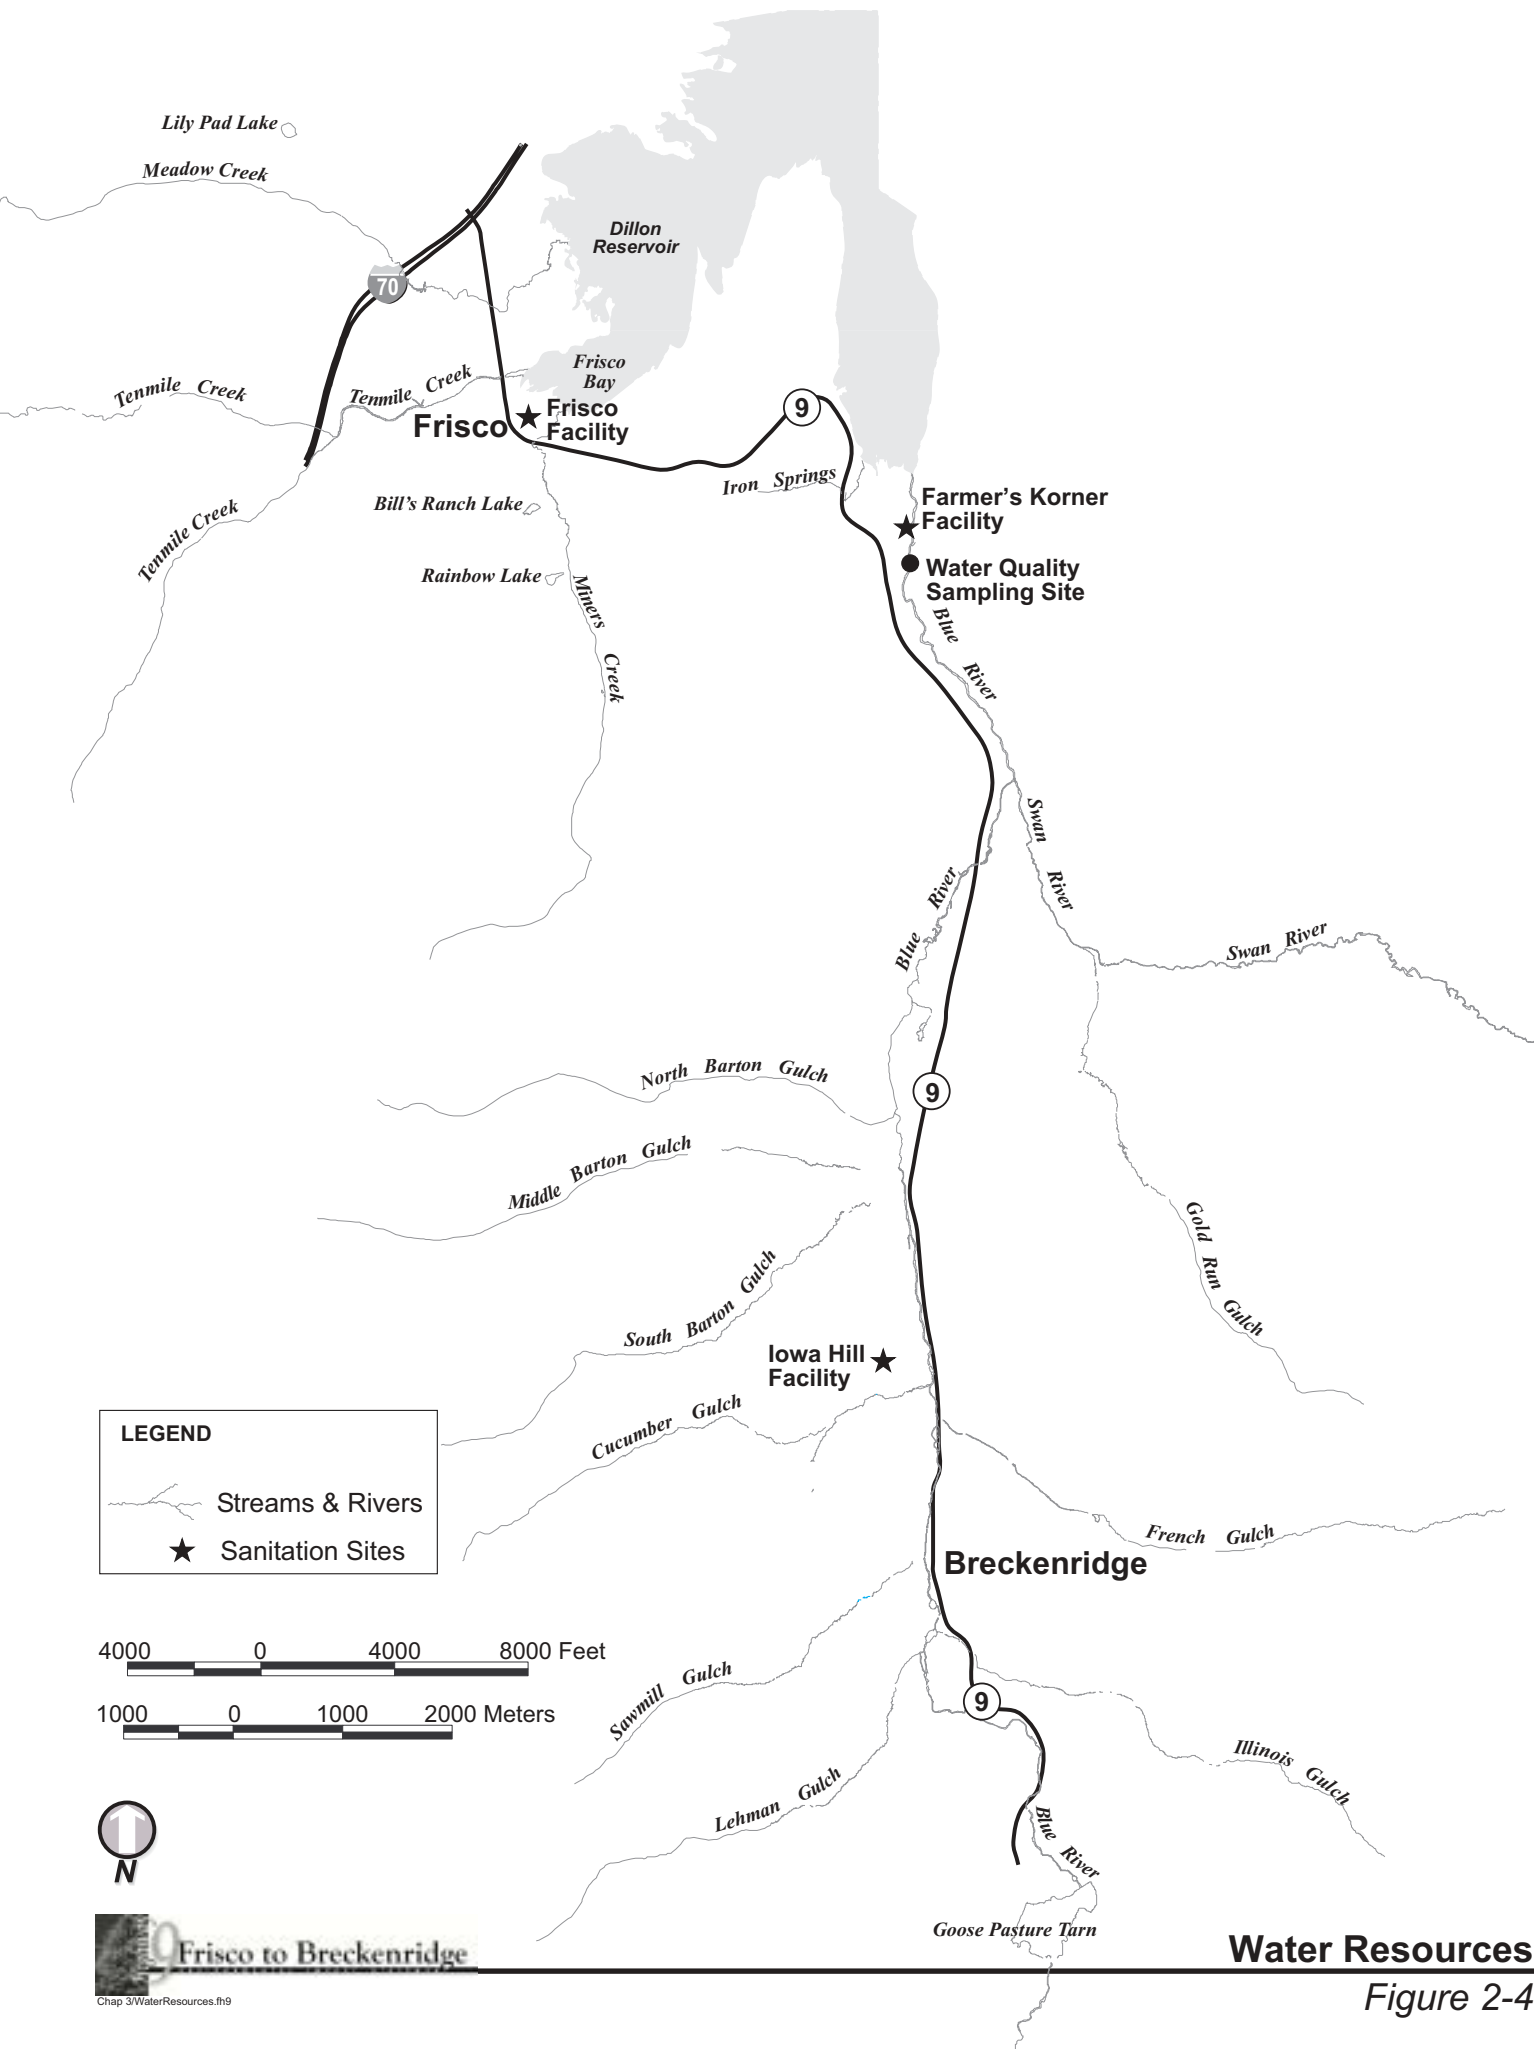 Lily Pad Lake
Meadow Creek
Dillon
Reservoir
70
Frisco
Bay
Tenmile Creek
Tenmile Creek
9
Frisco
Frisco
Facility
Iron Springs
Farmer's Korner
Facility
Bill's Ranch Lake
Tenmile Creek
Water Quality
Sampling Site
Rainbow Lake
Miners Creek
Blue River
Swan River
Blue River
Swan River
North Barton Gulch
9
Middle Barton Gulch
Gold Run Gulch
South Barton Gulch
Iowa Hill
Facility
Cucumber Gulch
LEGEND
Streams & Rivers
Sanitation Sites
French Gulch
Breckenridge
4000 0 4000 8000 Feet
Sawmill Gulch
1000 0 1000 2000 Meters
9
Illinois Gulch
Lehman Gulch
Blue River
N
Goose Pasture Tarn
9 Frisco to Breckenridge
Water Resources
Chap 3/WaterResources.fh9
Figure 2-4